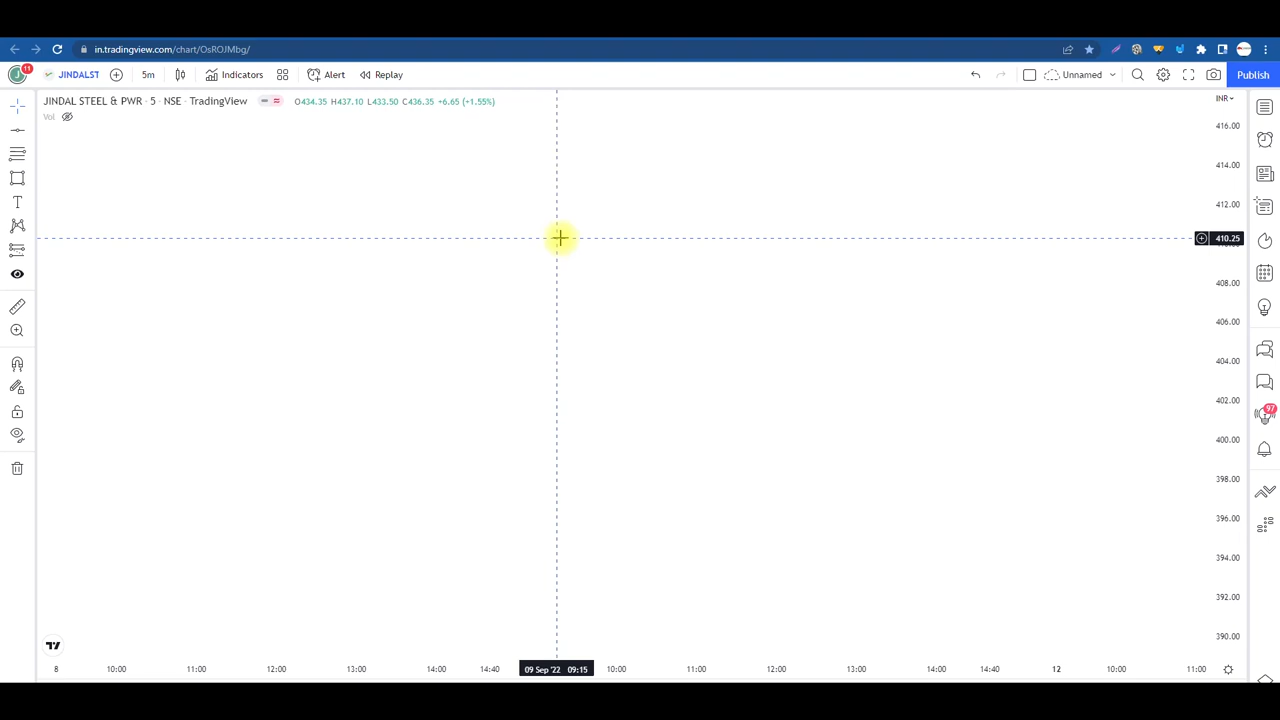 in.tradingview.com/chart/OsROJMbg/
11
JINDALST
5m
Indicators
Alert
Replay
Unnamed
Publish
JINDAL STEEL & PWR · 5 · NSE · TradingView
O434.35 H437.10 L433.50 C436.35 +6.65 (+1.55%)
INR
Vol
416.00
414.00
412.00
410.25
408.00
406.00
404.00
402.00
97
400.00
398.00
396.00
394.00
392.00
390.00
8 10:00 11:00 12:00 13:00 14:00 14:40 09 Sep '22 09:15 10:00 11:00 12:00 13:00 14:00 14:40 12 10:00 11:00